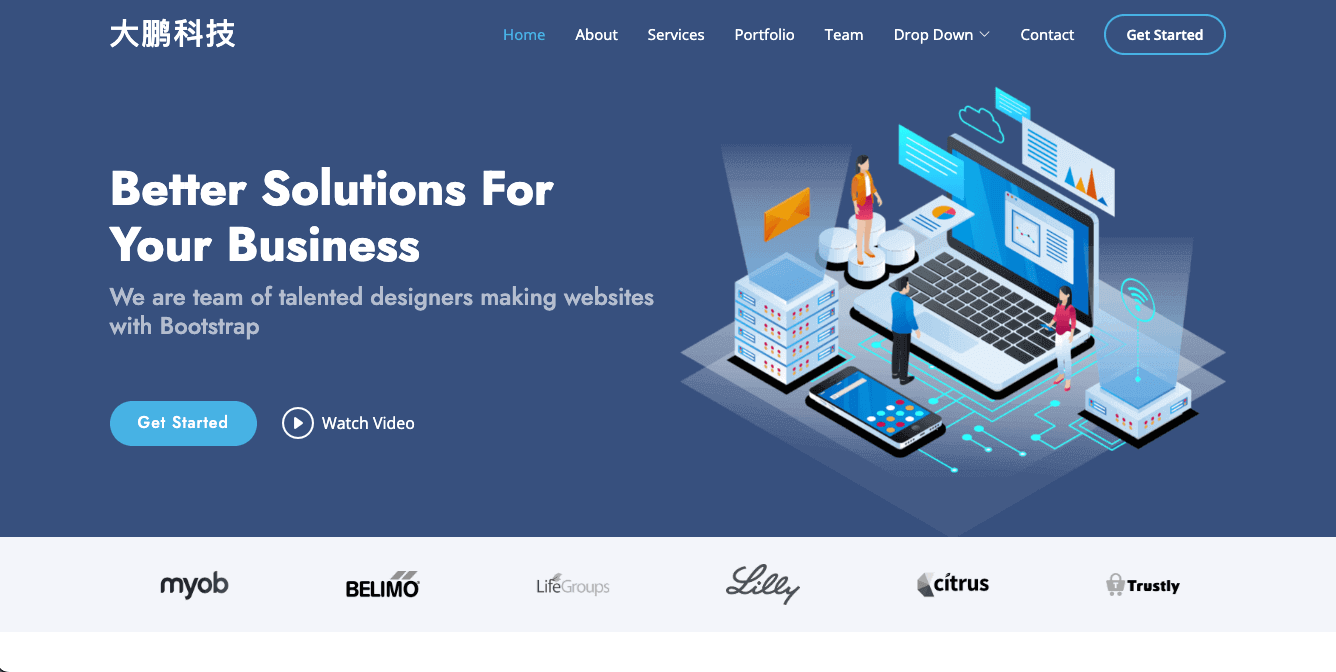 大鹏科技
Home About Services Portfolio Team Drop Down Contact Get Started
Better Solutions For
Your Business
We are team of talented designers making websites
with Bootstrap
Get Started Watch Video
myob BELIMO LifeGroups Lilly citrus Trustly